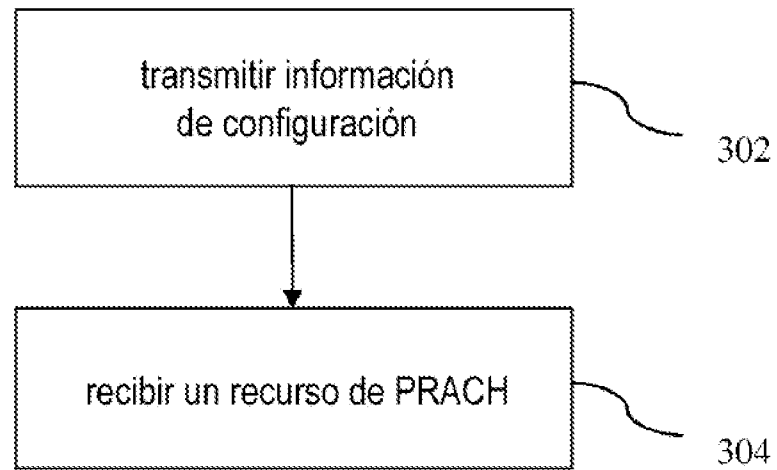 transmitir información
de configuración
302
recibir un recurso de PRACH
304